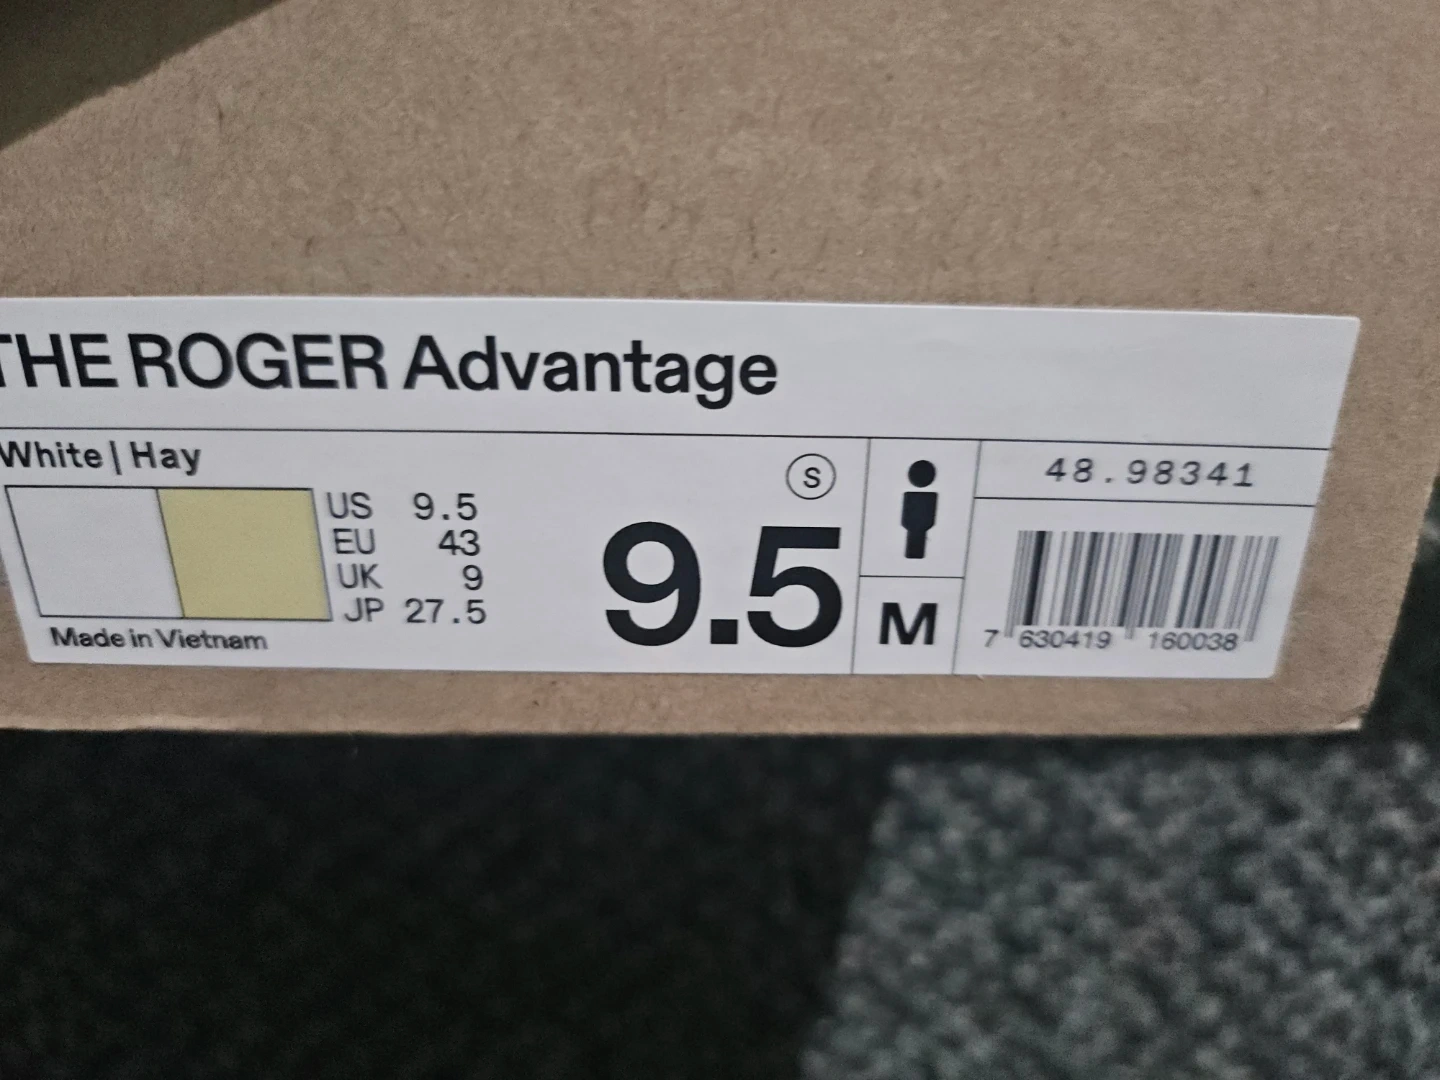 THE ROGER Advantage
White | Hay
US 9.5
EU 43
UK 9
JP 27.5
Made in Vietnam
S
9.5
M
48.98341
7 630419 160038